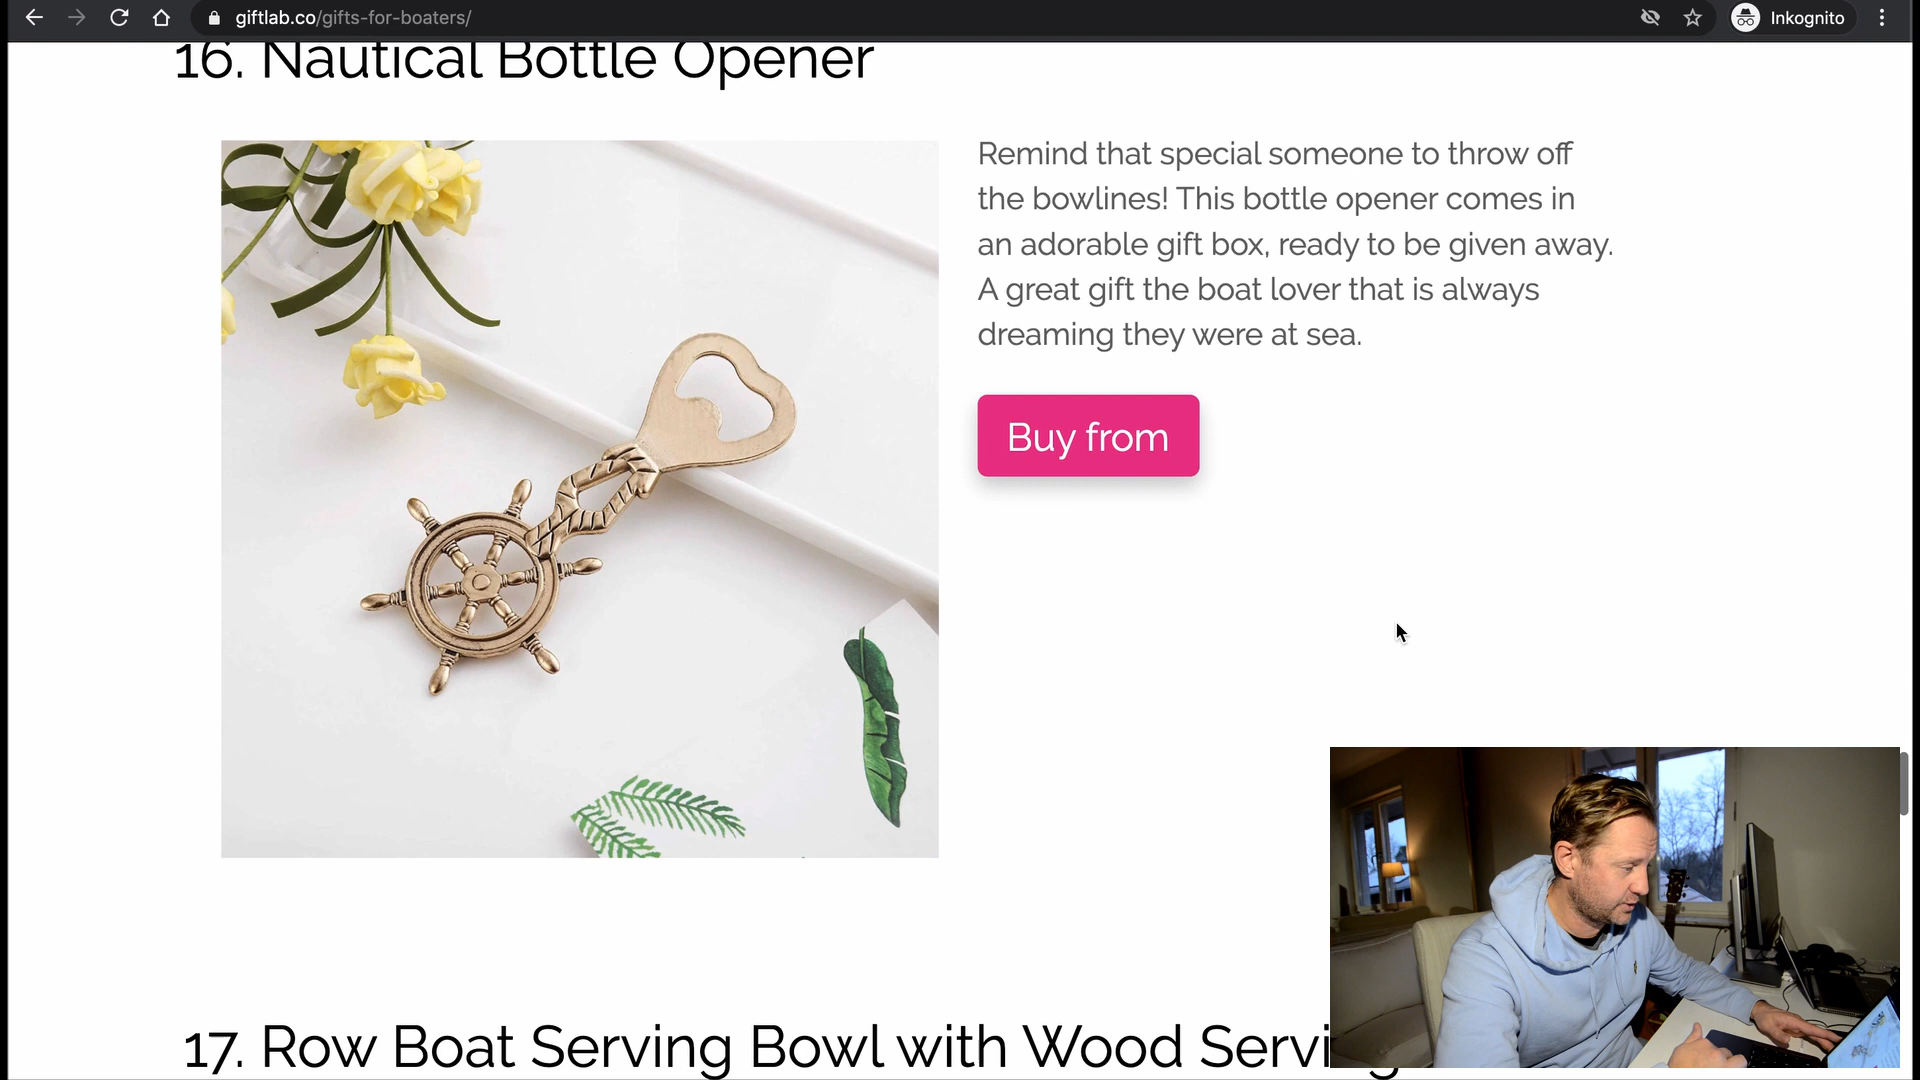 giftlab.co/gifts-for-boaters/
Inkognito
16. Nautical Bottle Opener
Remind that special someone to throw off
the bowlines! This bottle opener comes in
an adorable gift box, ready to be given away.
A great gift the boat lover that is always
dreaming they were at sea.
Buy from
17. Row Boat Serving Bowl with Wood Serving